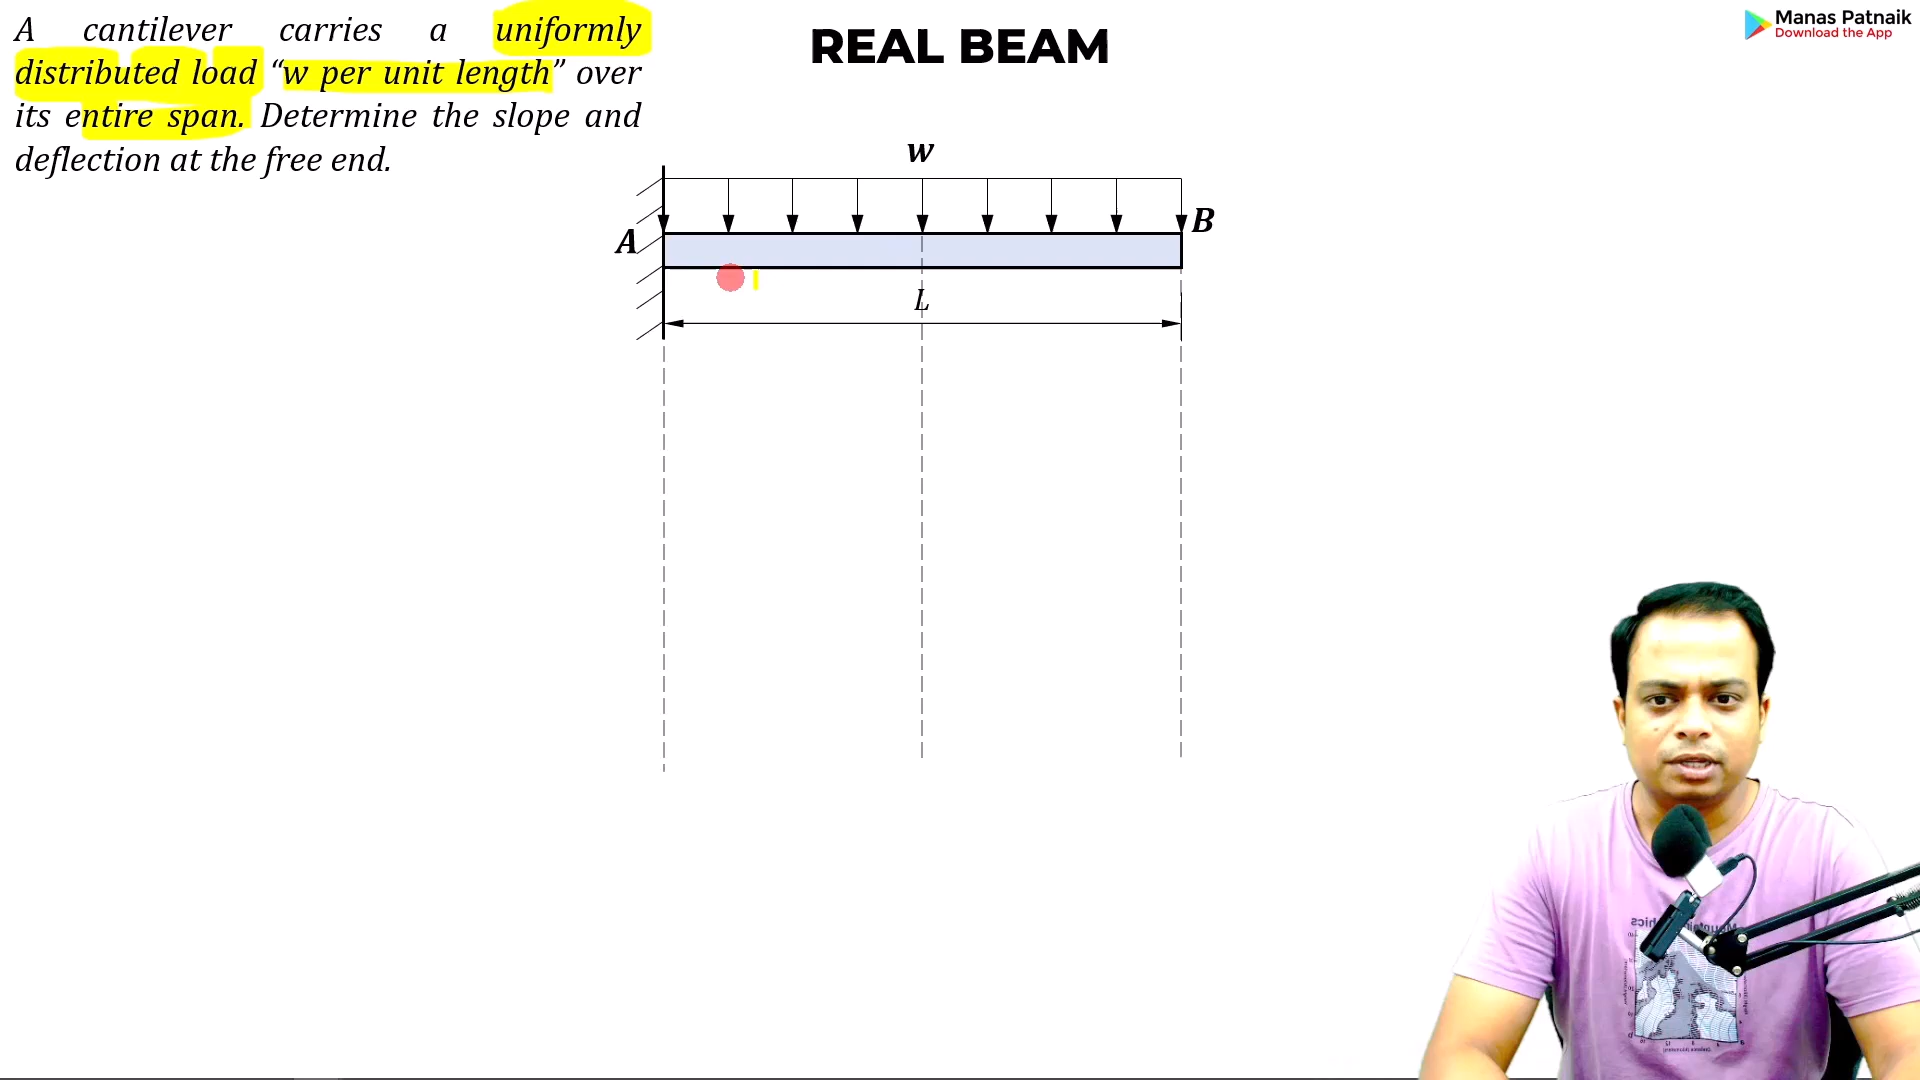 A cantilever carries a uniformly
distributed load “w per unit length” over
its entire span. Determine the slope and
deflection at the free end.
REAL BEAM
Manas Patnaik
Download the App
w
A
B
L